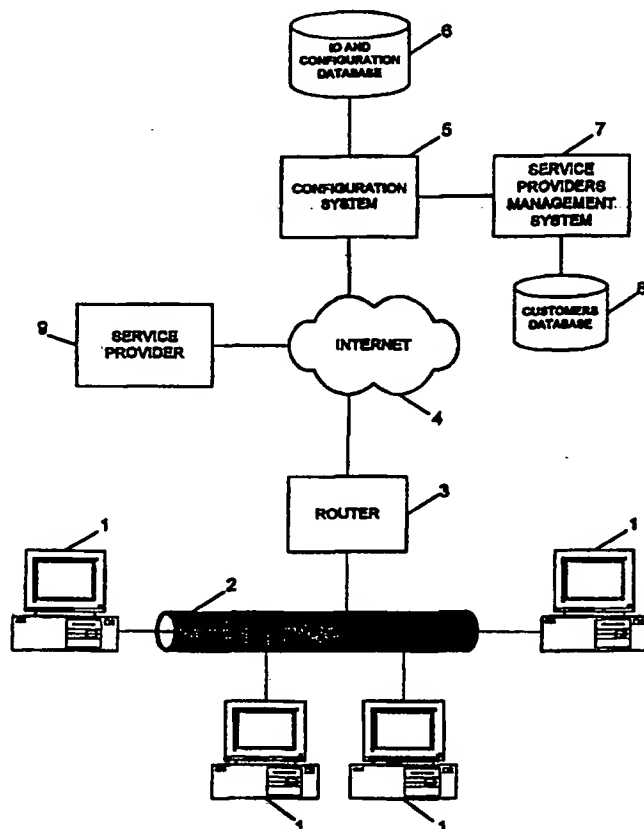 6
ID AND
CONFIGURATION
DATABASE
5
7
CONFIGURATION
SYSTEM
SERVICE
PROVIDERS
MANAGEMENT
SYSTEM
8
CUSTOMERS
DATABASE
9
SERVICE
PROVIDER
INTERNET
4
3
ROUTER
1
1
2
1
1